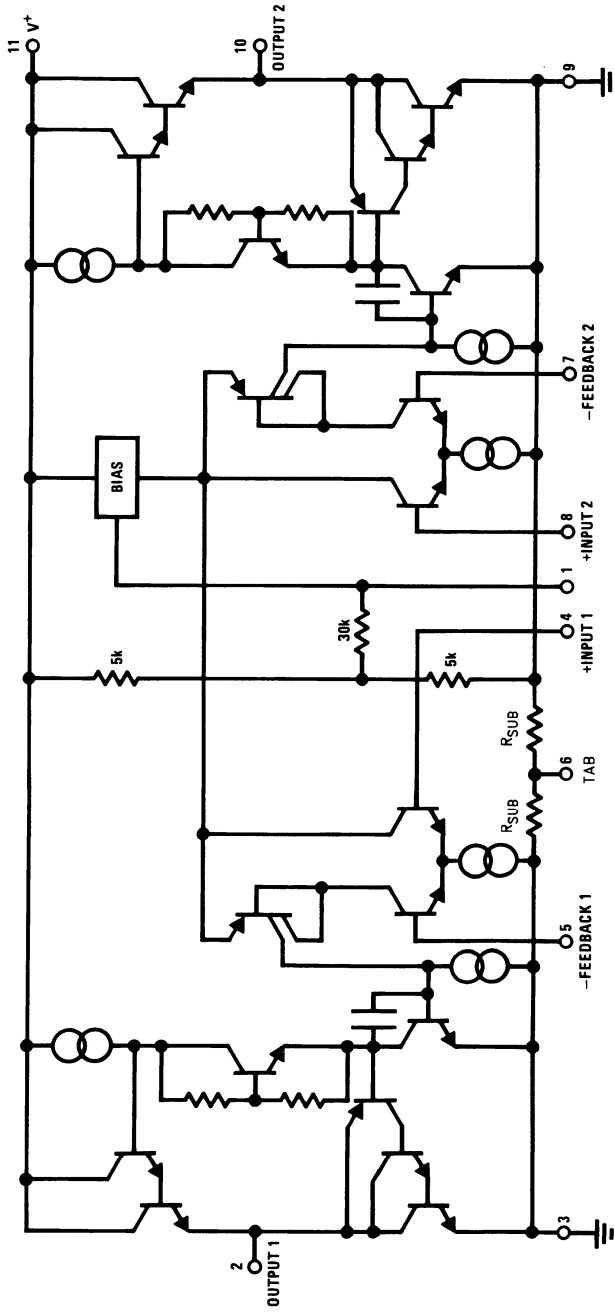 11 V+
10
OUTPUT 2
9
7
−FEEDBACK 2
BIAS
8
+INPUT 2
1
30k
4
+INPUT 1
5k
5k
RSUB
6
TAB
RSUB
5
−FEEDBACK 1
2
OUTPUT 1
3